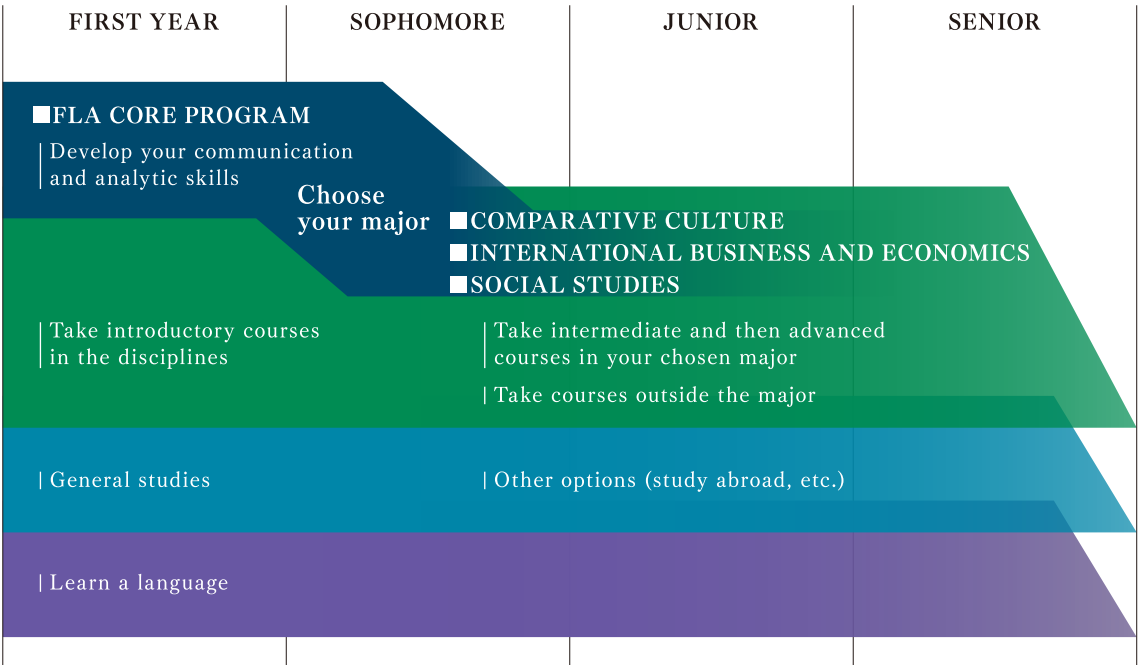 FIRST YEAR
SOPHOMORE
JUNIOR
SENIOR
FLA CORE PROGRAM
Develop your communication
and analytic skills
Choose
your major
COMPARATIVE CULTURE
INTERNATIONAL BUSINESS AND ECONOMICS
SOCIAL STUDIES
Take introductory courses
in the disciplines
Take intermediate and then advanced
courses in your chosen major
Take courses outside the major
General studies
Other options (study abroad, etc.)
Learn a language